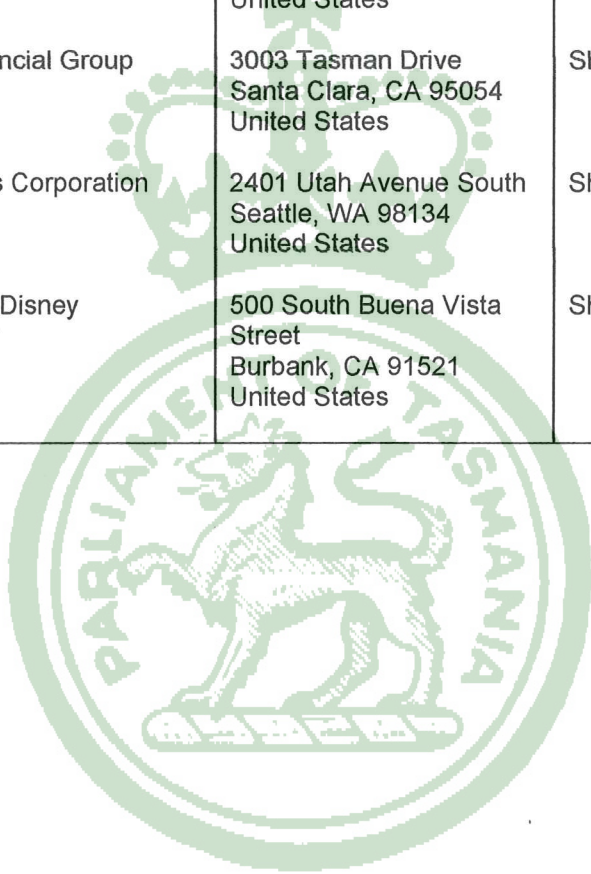 United States
ncial Group
3003 Tasman Drive
Sh
Santa Clara, CA 95054
United States
s Corporation
2401 Utah Avenue South
Sh
Seattle, WA 98134
United States
Disney
500 South Buena Vista
Sh
Street
Burbank, CA 91521
United States
PARLIAMENT OF TASMANIA